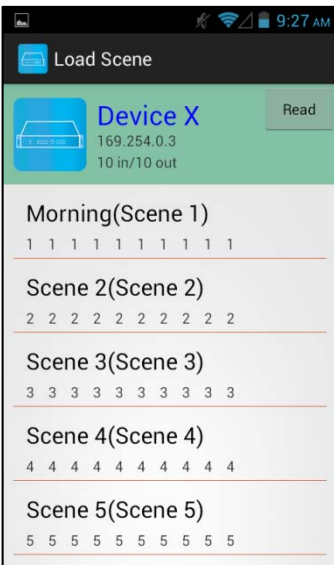 9:27 AM
Load Scene
Device X
Read
169.254.0.3
10 in/10 out
Morning(Scene 1)
1 1 1 1 1 1 1 1 1 1
Scene 2(Scene 2)
2 2 2 2 2 2 2 2 2 2
Scene 3(Scene 3)
3 3 3 3 3 3 3 3 3 3
Scene 4(Scene 4)
4 4 4 4 4 4 4 4 4 4
Scene 5(Scene 5)
5 5 5 5 5 5 5 5 5 5